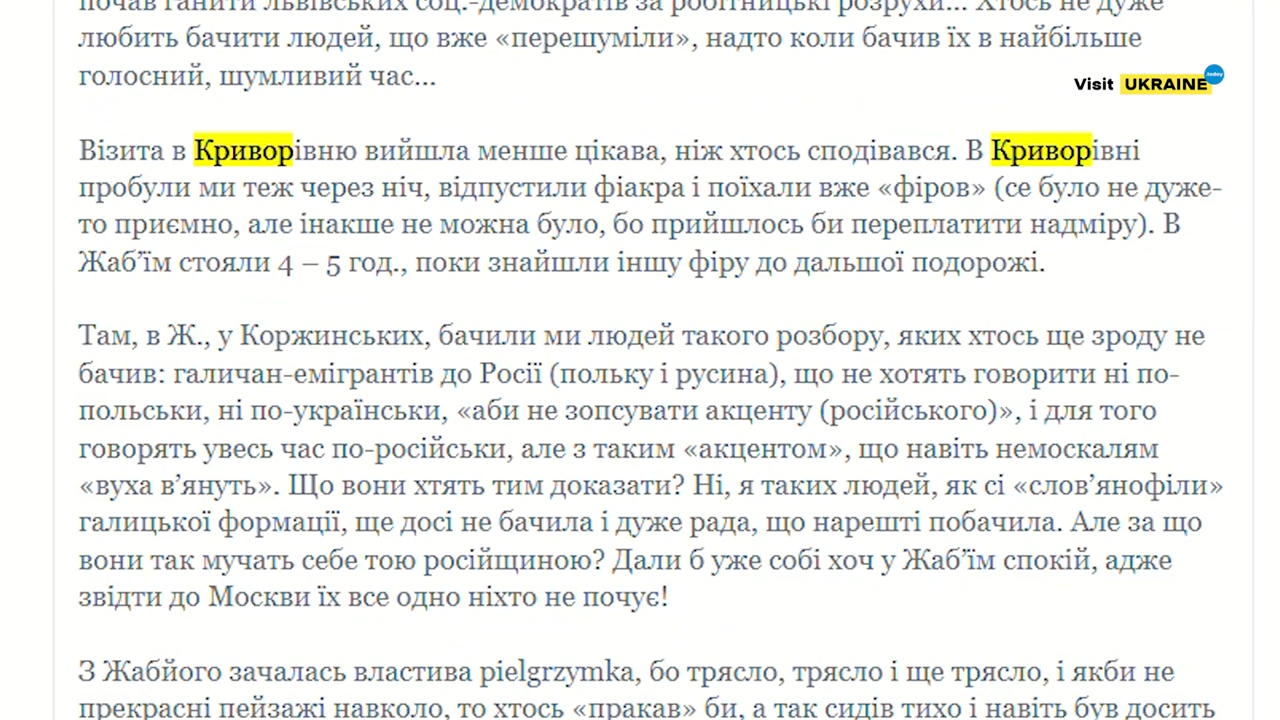 почав ганити львівських соц.-демократів за робітницькі розрухи... Хтось не дуже
любить бачити людей, що вже «перешуміли», надто коли бачив їх в найбільше
голосний, шумливий час...
Visit UKRAINE today
Візита в Криворівню вийшла менше цікава, ніж хтось сподівався. В Криворівні
пробули ми теж через ніч, відпустили фіакра і поїхали вже «фіров» (се було не дуже-
то приємно, але інакше не можна було, бо прийшлось би переплатити надміру). В
Жаб’їм стояли 4 – 5 год., поки знайшли іншу фіру до дальшої подорожі.
Там, в Ж., у Коржинських, бачили ми людей такого розбору, яких хтось ще зроду не
бачив: галичан-емігрантів до Росії (польку і русина), що не хотять говорити ні по-
польськи, ні по-українськи, «аби не зопсувати акценту (російського)», і для того
говорять увесь час по-російськи, але з таким «акцентом», що навіть немоскалям
«вуха в’януть». Що вони хтять тим доказати? Ні, я таких людей, як сі «слов’янофіли»
галицької формації, ще досі не бачила і дуже рада, що нарешті побачила. Але за що
вони так мучать себе тою російщиною? Дали б уже собі хоч у Жаб’їм спокій, адже
звідти до Москви їх все одно ніхто не почує!
З Жабйого зачалась властива pielgrzymka, бо трясло, трясло і ще трясло, і якби не
прекрасні пейзажі навколо, то хтось «пракав» би, а так сидів тихо і навіть був досить